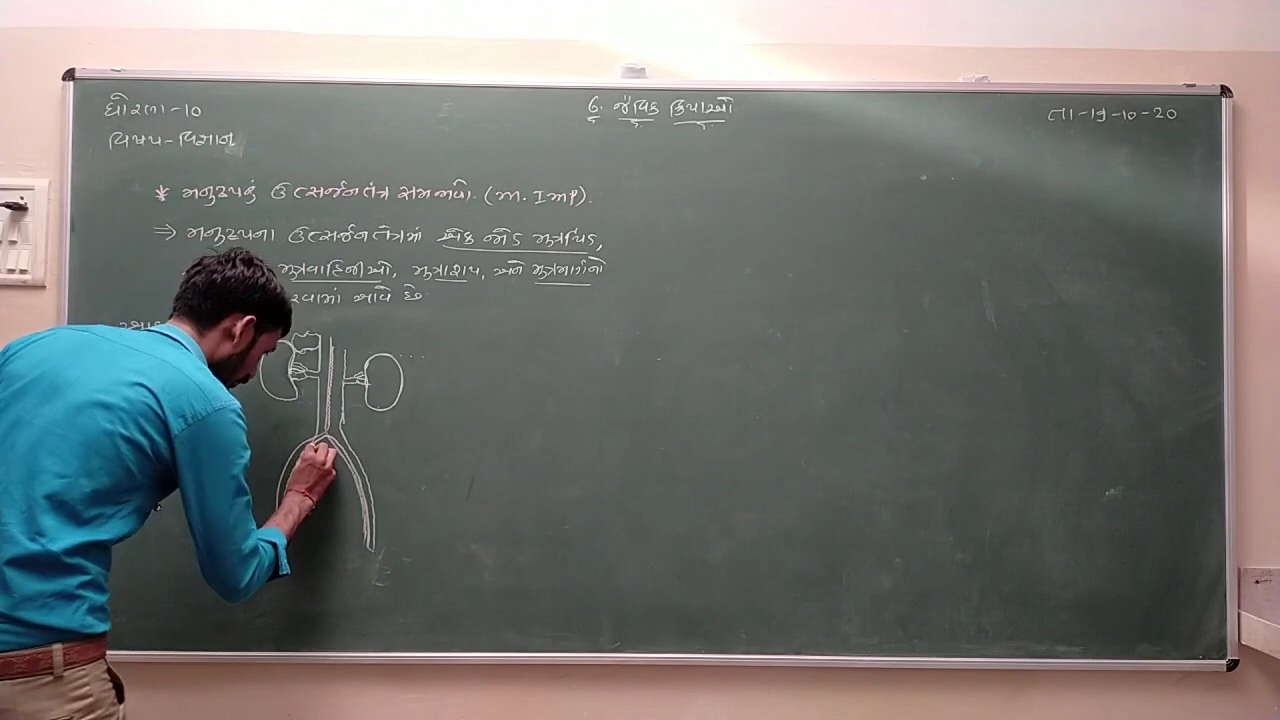 ધોરણ-10
6. જૈવિક ક્રિયાઓ
તા-19-10-20
વિષય-વિજ્ઞાન
* મનુષ્યનું ઉત્સર્જનતંત્ર સમજાવો. (M. IMP).
⇒ મનુષ્યના ઉત્સર્જનતંત્રમાં એક જોડ મૂત્રપિંડ,
મૂત્રવાહિનીઓ, મૂત્રાશય, અને મૂત્રમાર્ગનો
આવે છે.